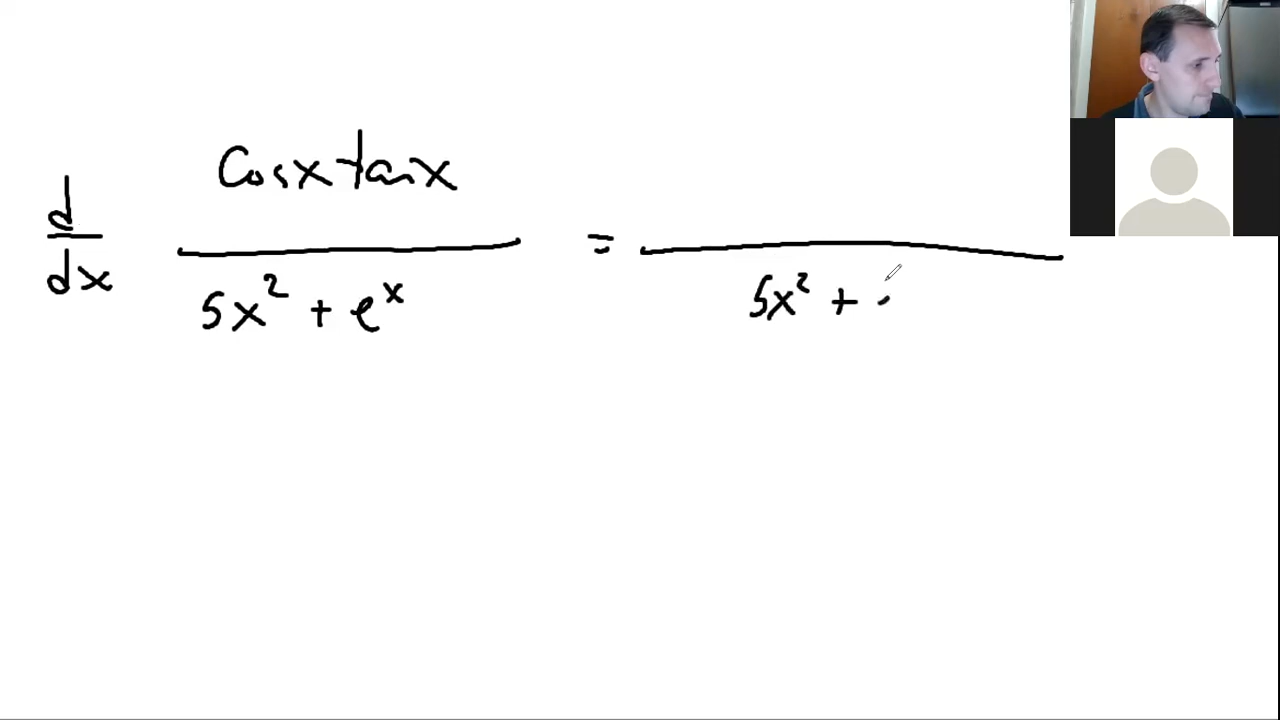 d/dx cosx tanx / 5x² + eˣ = / 5x² +